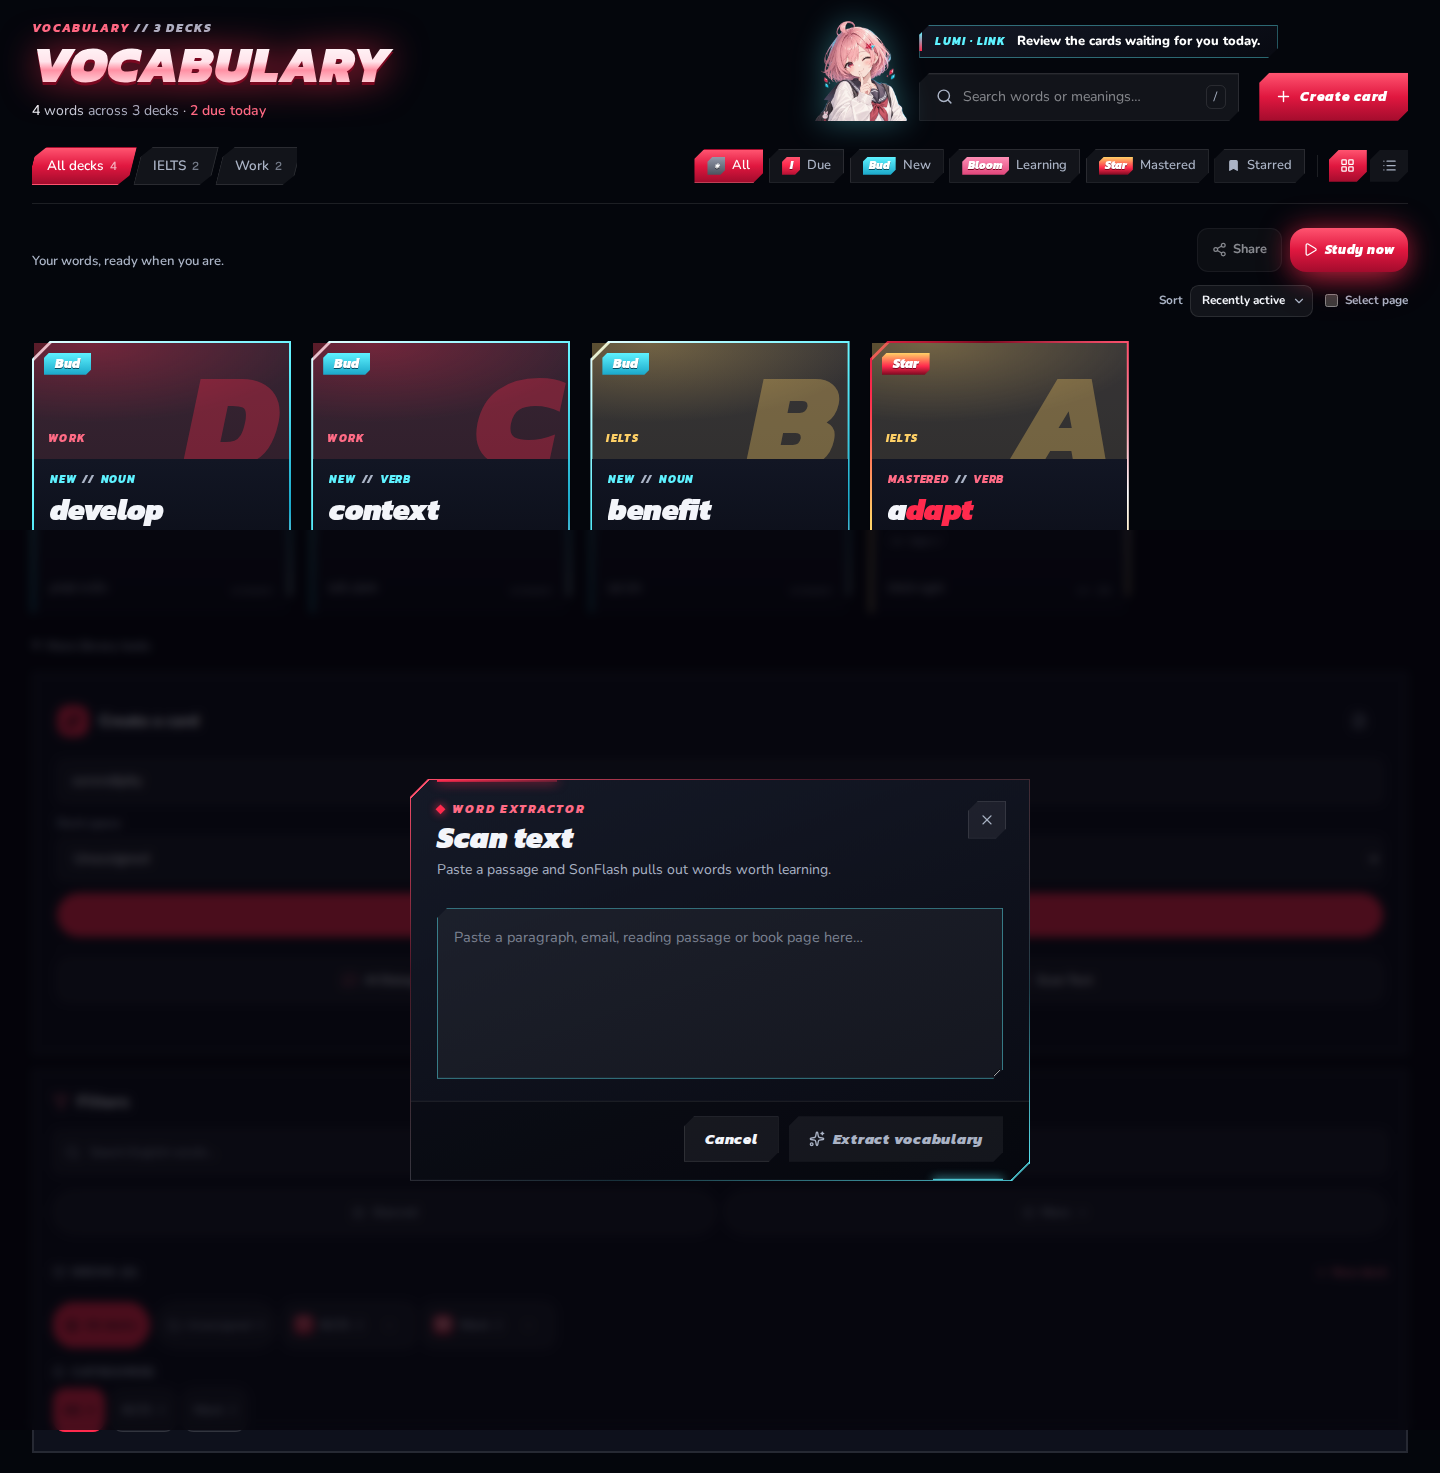 VOCABULARY // 3 DECKS
VOCABULARY
4 words across 3 decks · 2 due today
LUMI · LINK Review the cards waiting for you today.
Search words or meanings... /
Create card
All decks 4 IELTS 2 Work 2
All Due Bud New Bloom Learning Star Mastered Starred
Your words, ready when you are.
Share Study now
Sort Recently active Select page
Bud D WORK
NEW // NOUN
develop
Bud C WORK
NEW // VERB
context
Bud B IELTS
NEW // NOUN
benefit
Star A IELTS
MASTERED // VERB
adapt
WORD EXTRACTOR
Scan text
Paste a passage and SonFlash pulls out words worth learning.
Paste a paragraph, email, reading passage or book page here...
Cancel Extract vocabulary